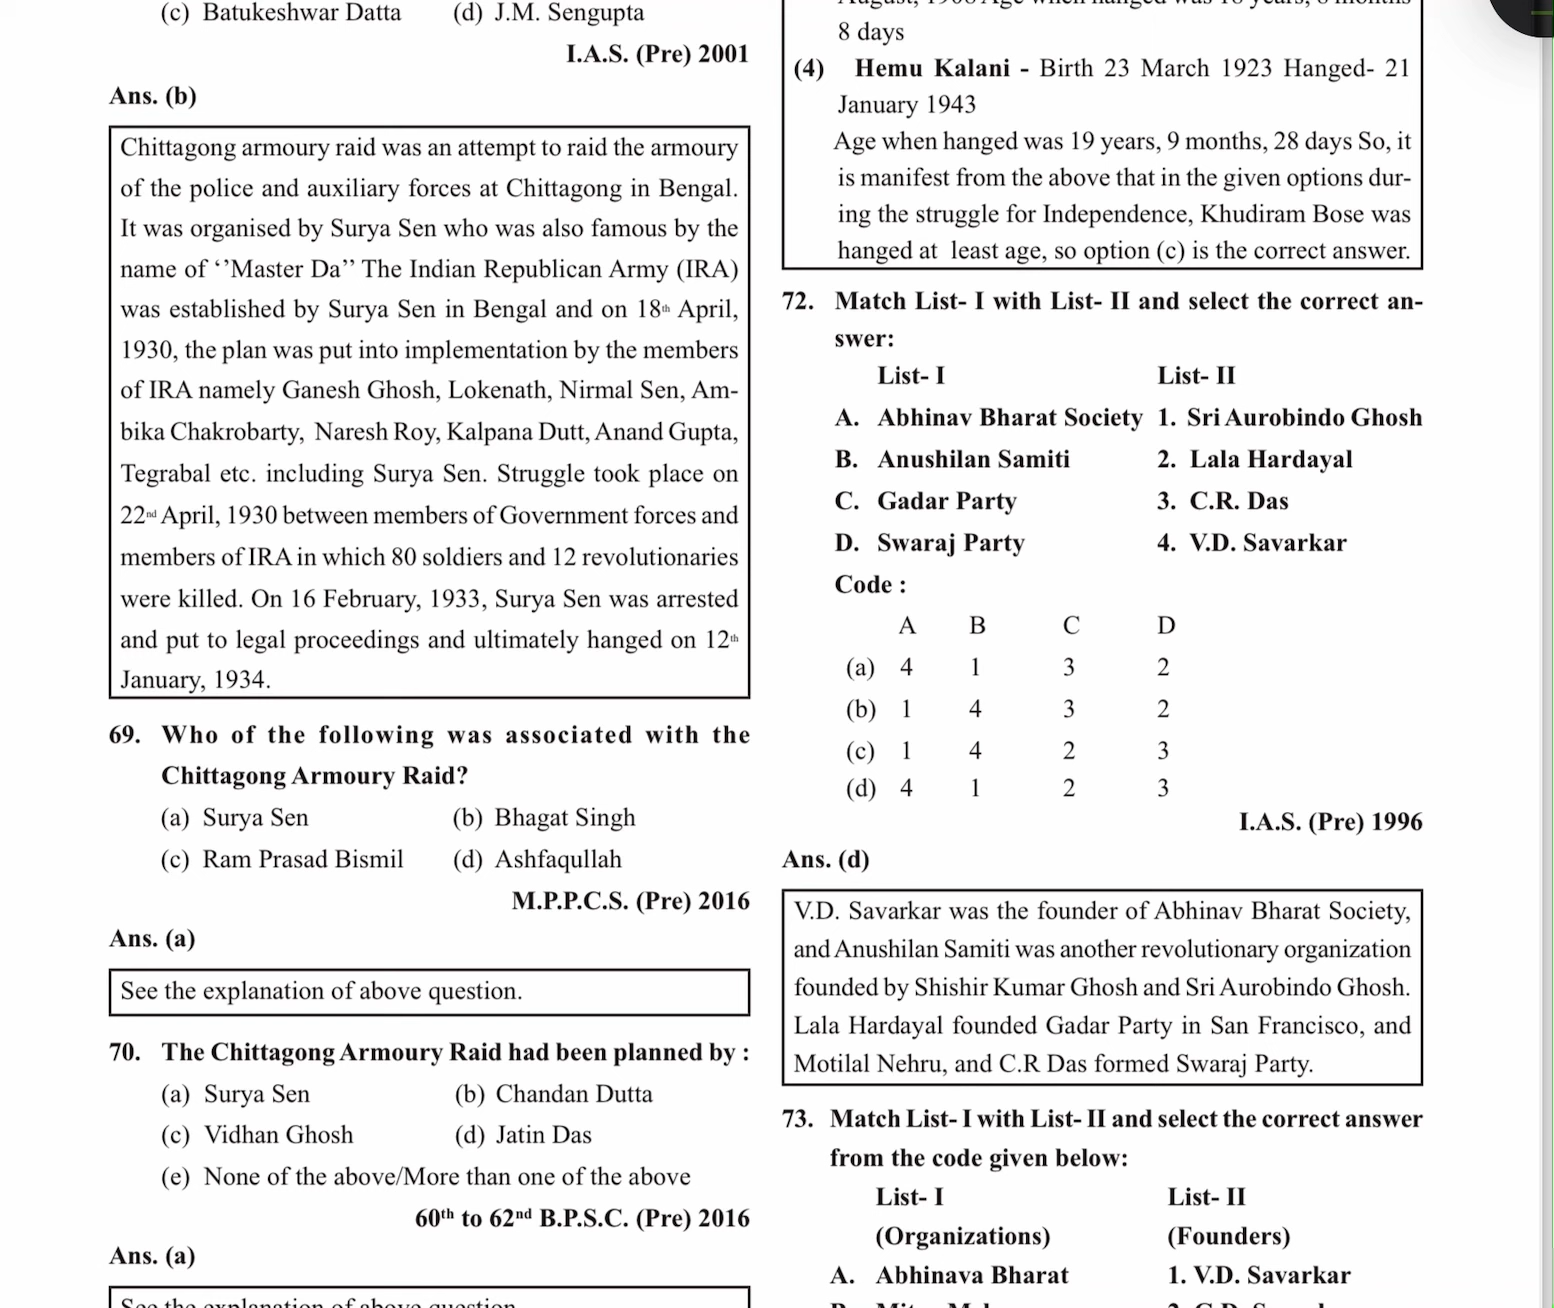 (c) Batukeshwar Datta (d) J.M. Sengupta
I.A.S. (Pre) 2001
Ans. (b)
Chittagong armoury raid was an attempt to raid the armoury
of the police and auxiliary forces at Chittagong in Bengal.
It was organised by Surya Sen who was also famous by the
name of ‘’Master Da’’ The Indian Republican Army (IRA)
was established by Surya Sen in Bengal and on 18th April,
1930, the plan was put into implementation by the members
of IRA namely Ganesh Ghosh, Lokenath, Nirmal Sen, Am-
bika Chakrobarty, Naresh Roy, Kalpana Dutt, Anand Gupta,
Tegrabal etc. including Surya Sen. Struggle took place on
22nd April, 1930 between members of Government forces and
members of IRA in which 80 soldiers and 12 revolutionaries
were killed. On 16 February, 1933, Surya Sen was arrested
and put to legal proceedings and ultimately hanged on 12th
January, 1934.
69. Who of the following was associated with the
Chittagong Armoury Raid?
(a) Surya Sen (b) Bhagat Singh
(c) Ram Prasad Bismil (d) Ashfaqullah
M.P.P.C.S. (Pre) 2016
Ans. (a)
See the explanation of above question.
70. The Chittagong Armoury Raid had been planned by :
(a) Surya Sen (b) Chandan Dutta
(c) Vidhan Ghosh (d) Jatin Das
(e) None of the above/More than one of the above
60th to 62nd B.P.S.C. (Pre) 2016
Ans. (a)
See the explanation of above question.
8 days
(4) Hemu Kalani - Birth 23 March 1923 Hanged- 21
January 1943
Age when hanged was 19 years, 9 months, 28 days So, it
is manifest from the above that in the given options dur-
ing the struggle for Independence, Khudiram Bose was
hanged at least age, so option (c) is the correct answer.
72. Match List- I with List- II and select the correct an-
swer:
List- I List- II
A. Abhinav Bharat Society 1. Sri Aurobindo Ghosh
B. Anushilan Samiti 2. Lala Hardayal
C. Gadar Party 3. C.R. Das
D. Swaraj Party 4. V.D. Savarkar
Code :
A B C D
(a) 4 1 3 2
(b) 1 4 3 2
(c) 1 4 2 3
(d) 4 1 2 3
I.A.S. (Pre) 1996
Ans. (d)
V.D. Savarkar was the founder of Abhinav Bharat Society,
and Anushilan Samiti was another revolutionary organization
founded by Shishir Kumar Ghosh and Sri Aurobindo Ghosh.
Lala Hardayal founded Gadar Party in San Francisco, and
Motilal Nehru, and C.R Das formed Swaraj Party.
73. Match List- I with List- II and select the correct answer
from the code given below:
List- I List- II
(Organizations) (Founders)
A. Abhinava Bharat 1. V.D. Savarkar